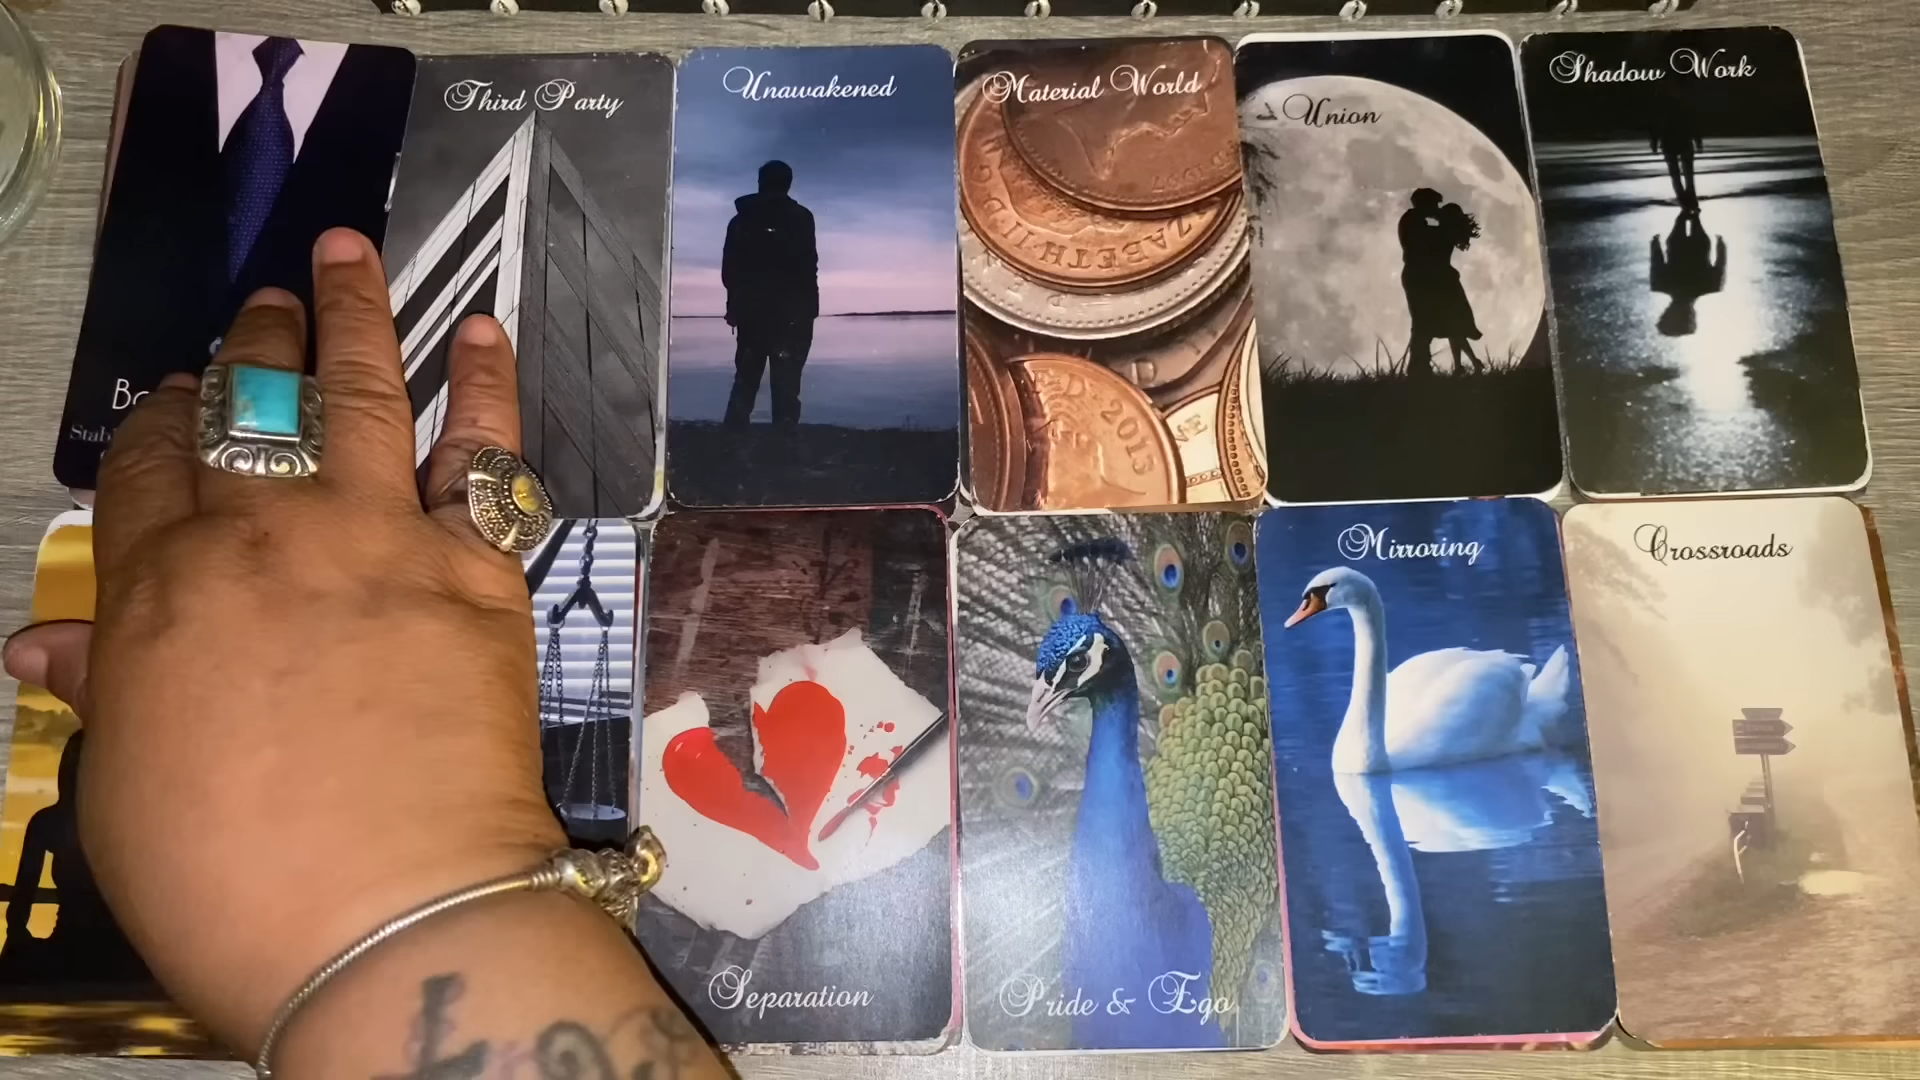 Third Party
Unawakened
Material World
Union
Shadow Work
Mirroring
Crossroads
Separation
Pride & Ego